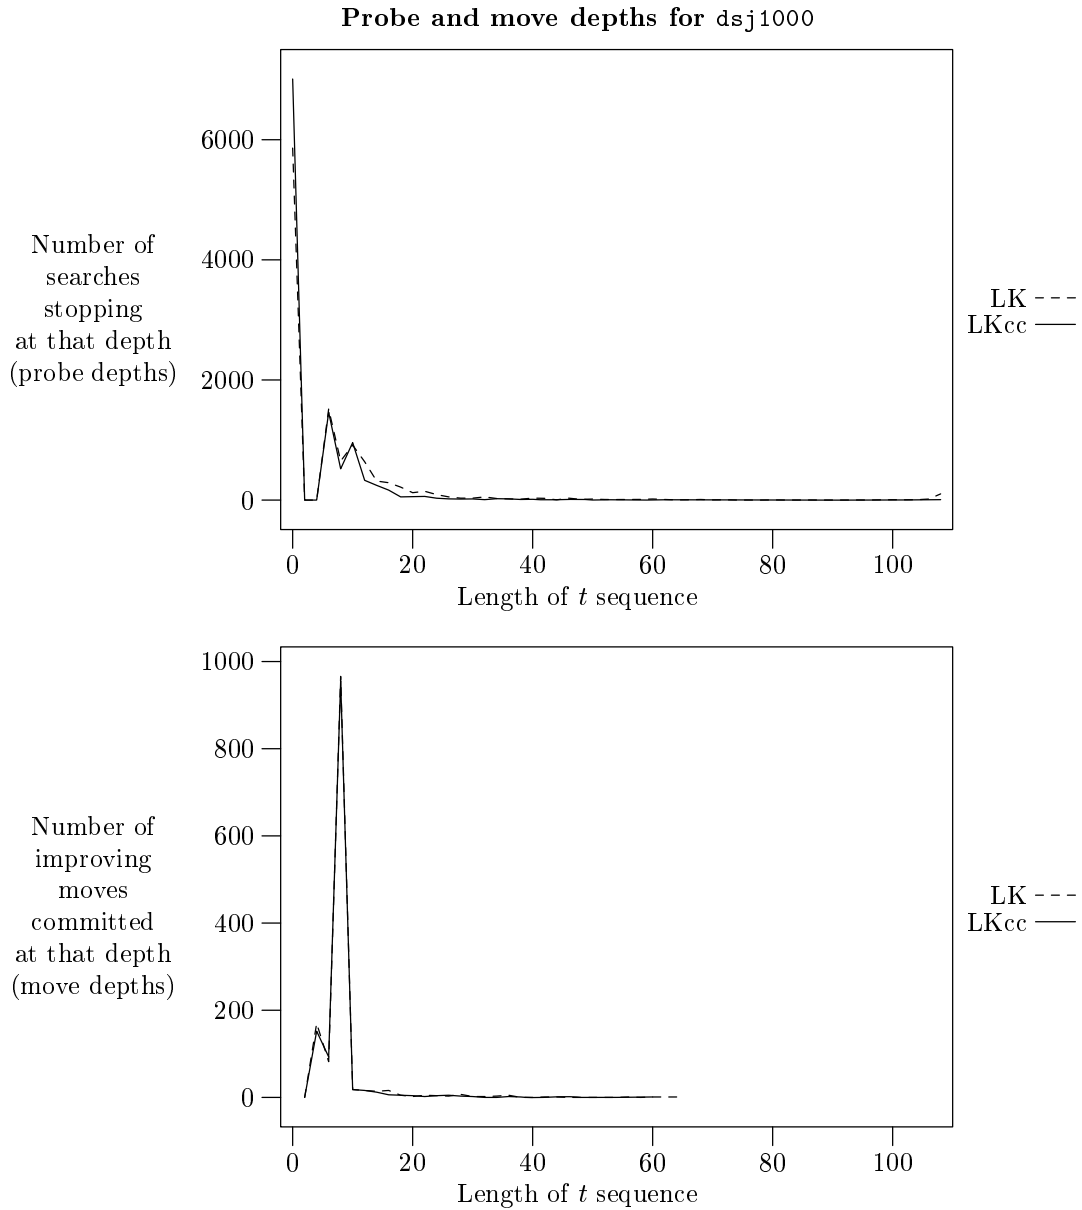 Probe and move depths for dsj1000
6000
4000
2000
0
Number of
searches
stopping
at that depth
(probe depths)
LK
LKcc
0 20 40 60 80 100
Length of t sequence
1000
800
600
400
200
0
Number of
improving
moves
committed
at that depth
(move depths)
LK
LKcc
0 20 40 60 80 100
Length of t sequence